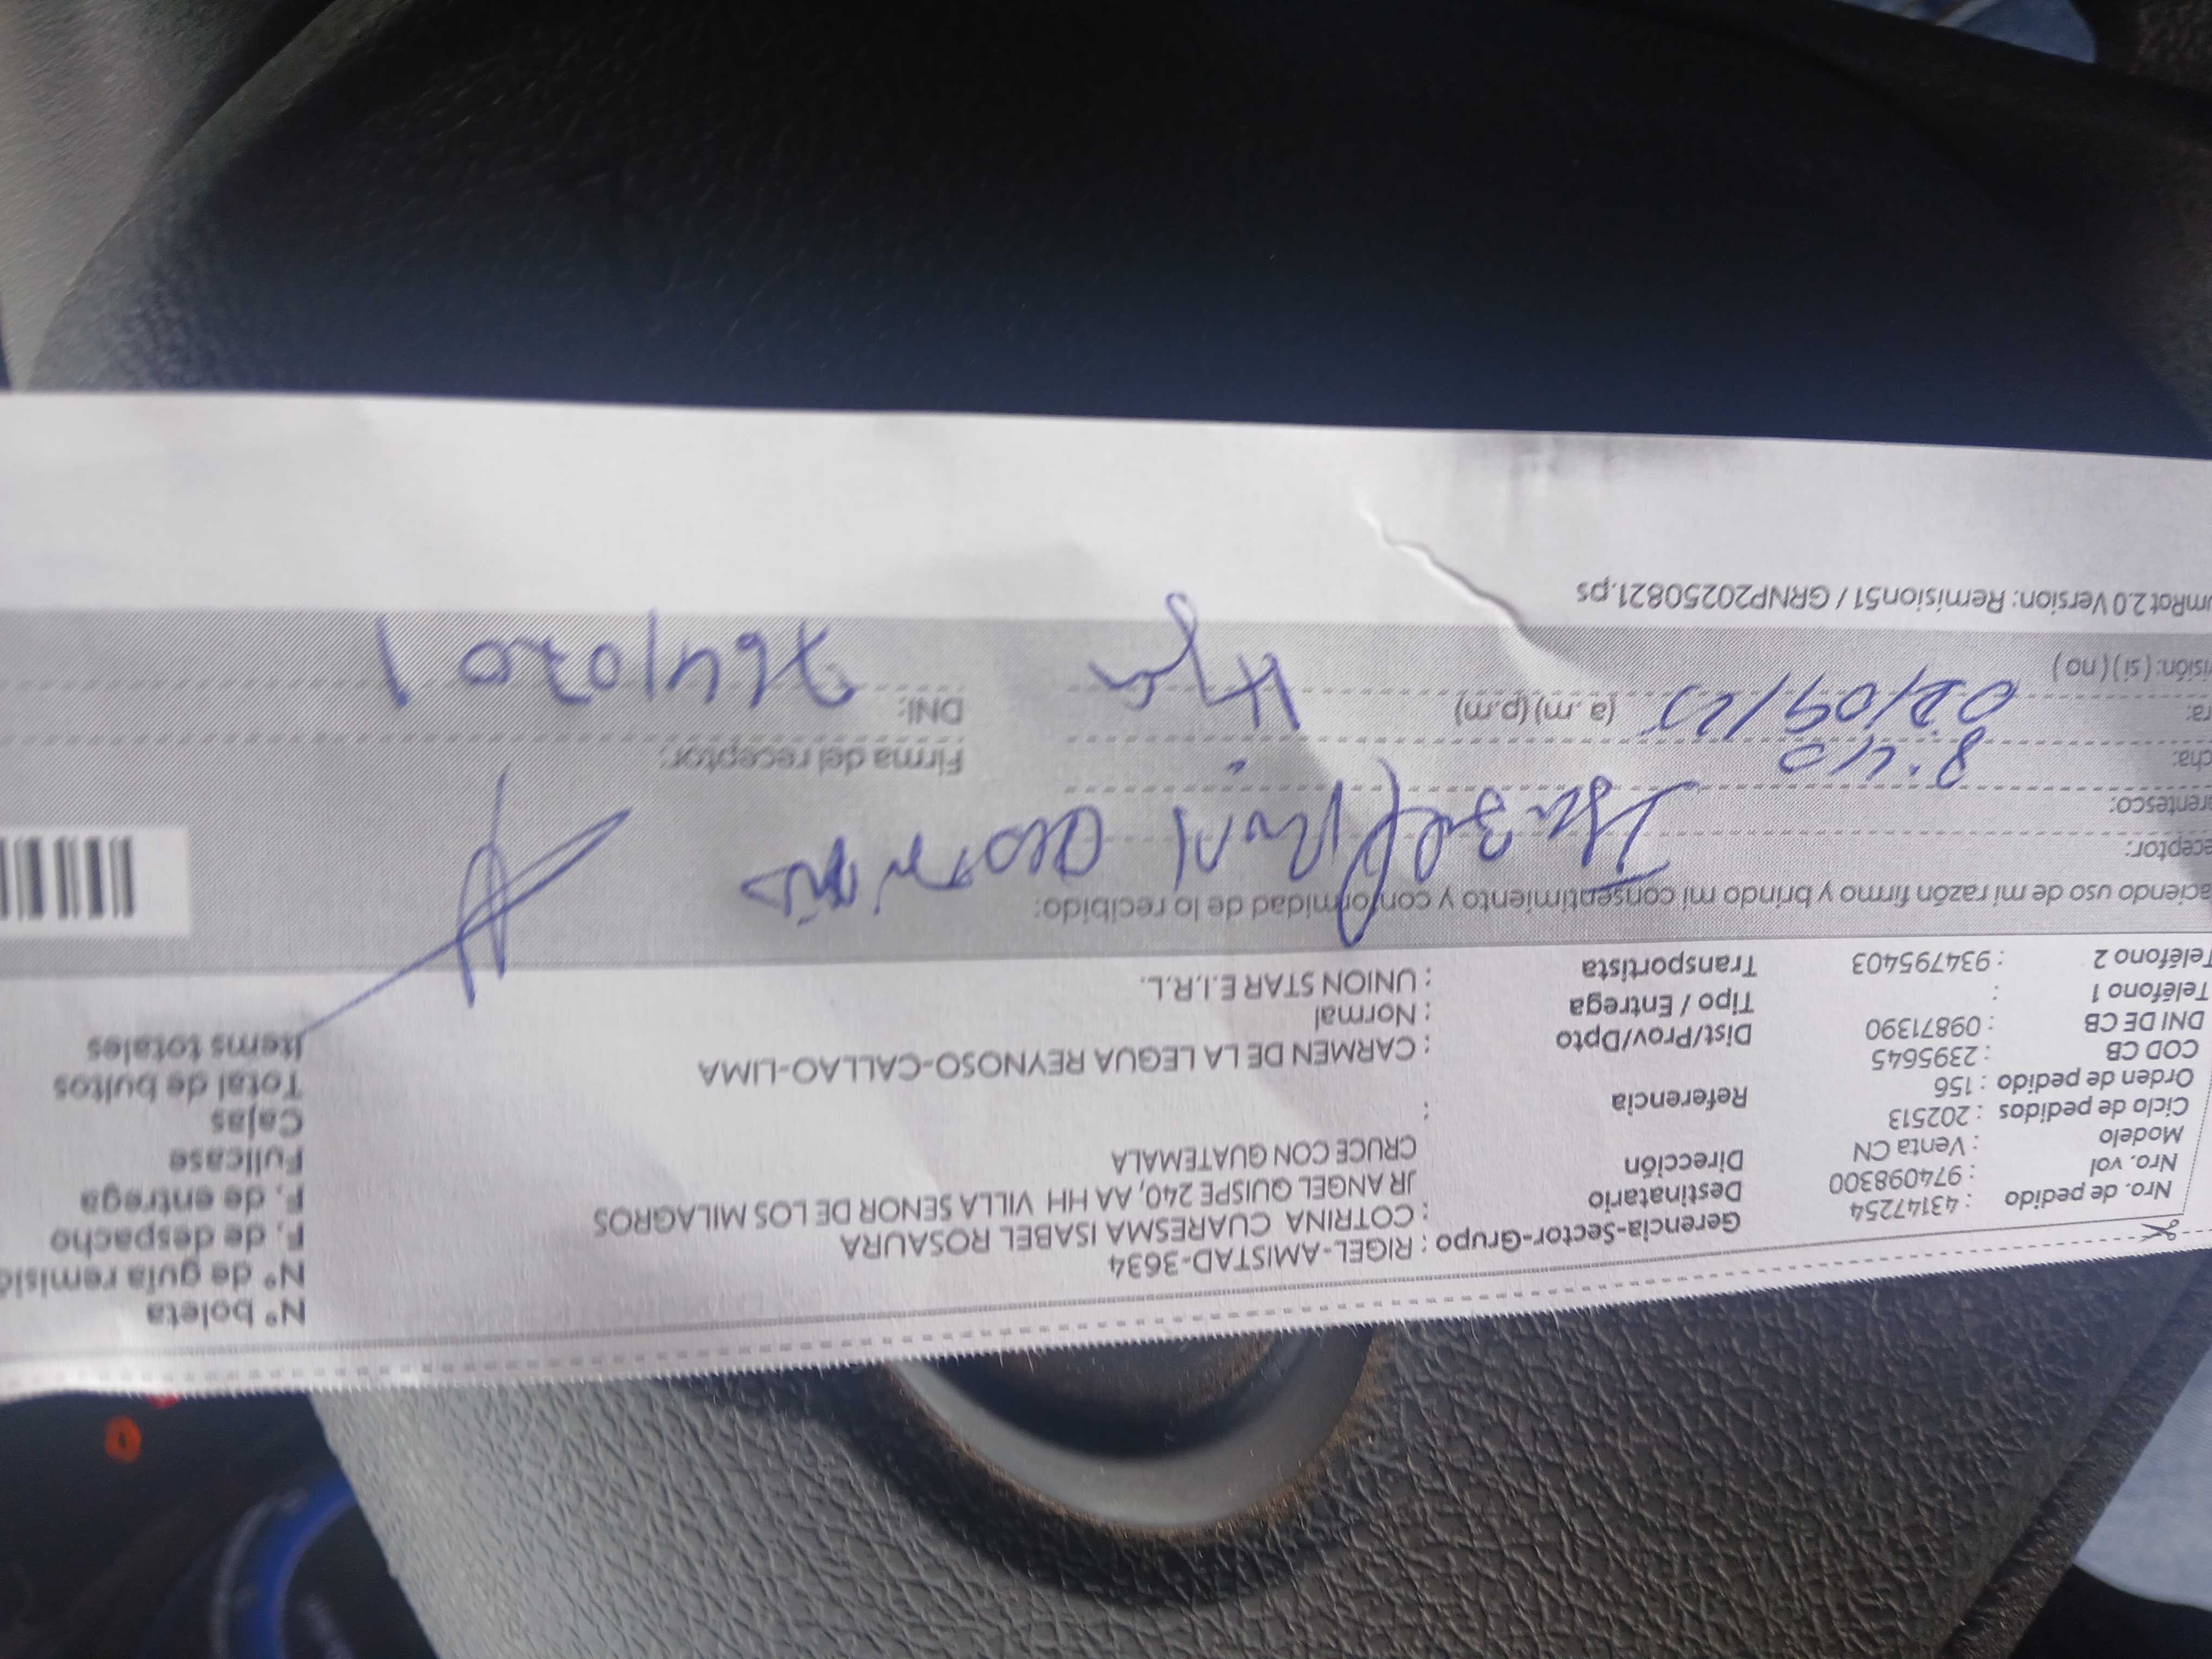 Nº boleta
Nº de guía remisió
F. de despacho
F. de entrega
Fullcase
Cajas
Total de bultos
Ítems totales
Nro. de pedido : 43147254
Nro. vol : 974098300
Modelo : Venta CN
Ciclo de pedidos : 202513
Orden de pedido : 156
COD CB : 2395645
DNI DE CB : 09871390
Teléfono 1 :
Teléfono 2 : 934795403
Gerencia-Sector-Grupo : RIGEL-AMISTAD-3634
Destinatario : COTRINA CUARESMA ISABEL ROSAURA
Dirección : JR ANGEL QUISPE 240, AA HH VILLA SENOR DE LOS MILAGROS
CRUCE CON GUATEMALA
Referencia :
Dist/Prov/Dpto : CARMEN DE LA LEGUA REYNOSO-CALLAO-LIMA
Tipo / Entrega : Normal
Transportista : UNION STAR E.I.R.L.
aciendo uso de mi razón firmo y brindo mi consentimiento y conformidad de lo recibido:
eceptor:
arentesco:
cha: 8:40
ra: 02/09/25 (a.m) (p.m)
visión: ( si ) ( no )
Firma del receptor:
DNI: 76410701
umRot 2.0 Version: Remision51 / GRNP20250821.ps